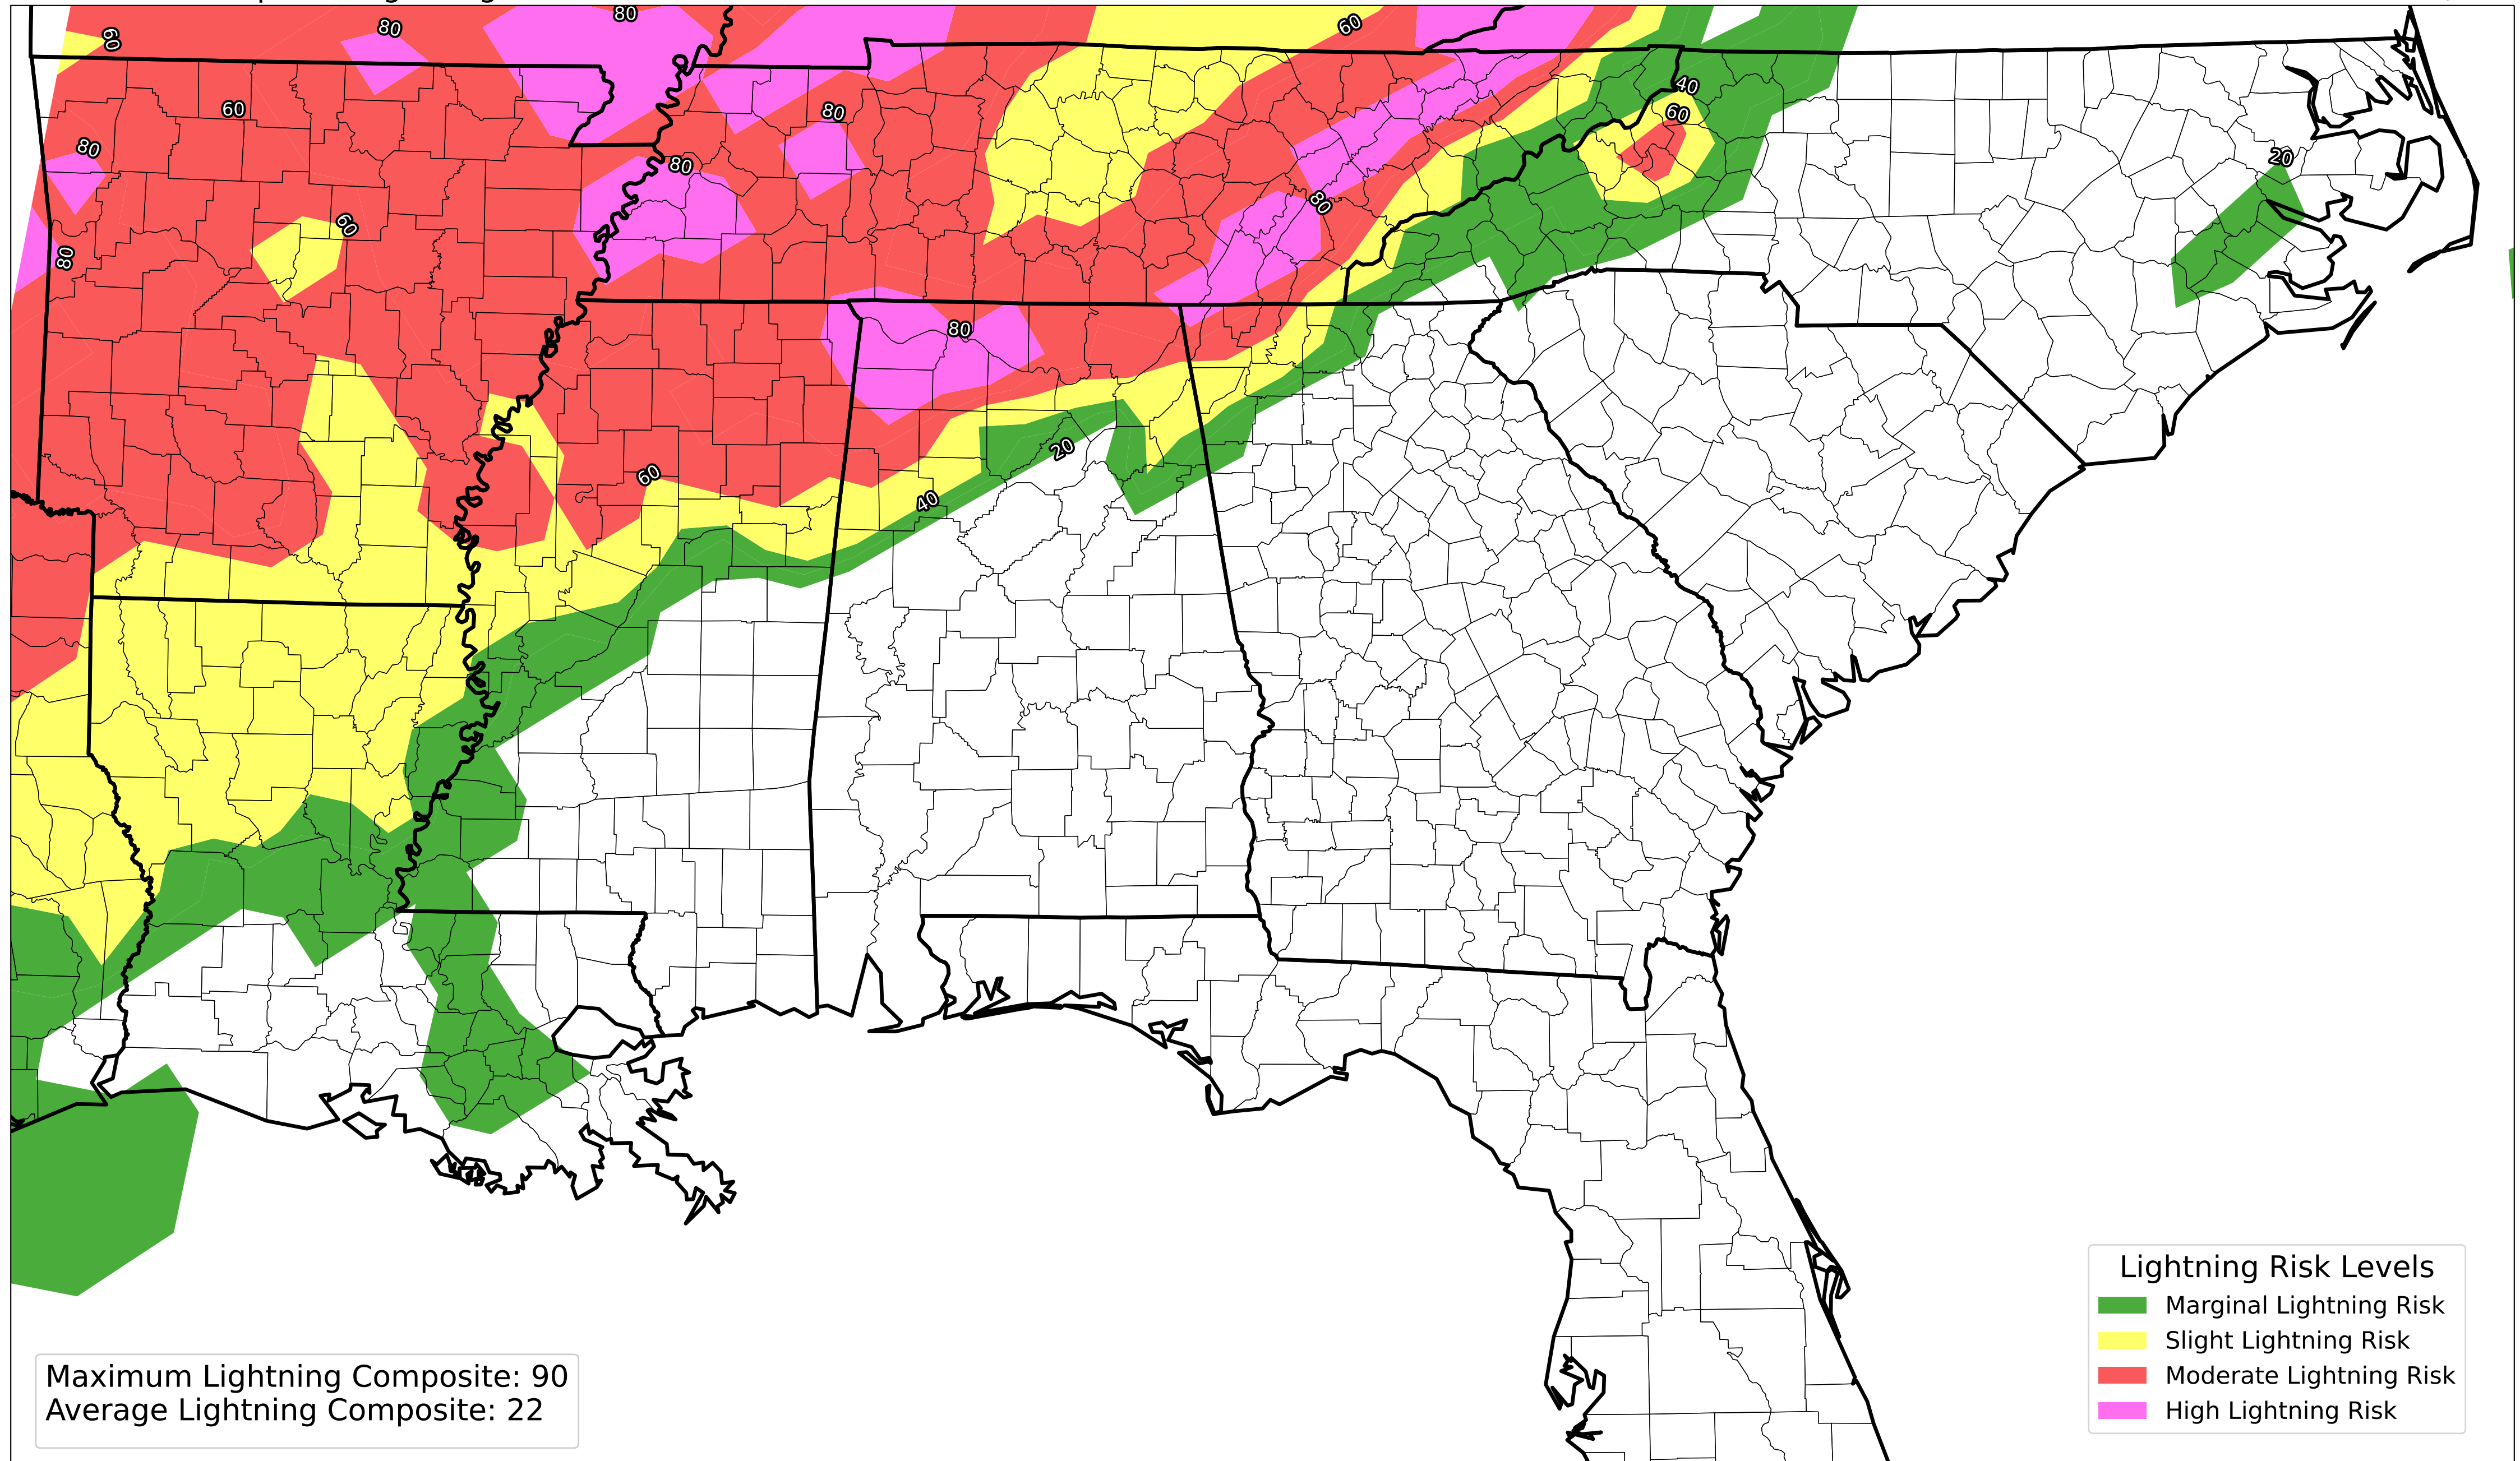 80
60
80
60
80
60
40
60
80
80
20
80
60
80
80
80
20
60
40
Lightning Risk Levels
Marginal Lightning Risk
Slight Lightning Risk
Moderate Lightning Risk
High Lightning Risk
Maximum Lightning Composite: 90
Average Lightning Composite: 22